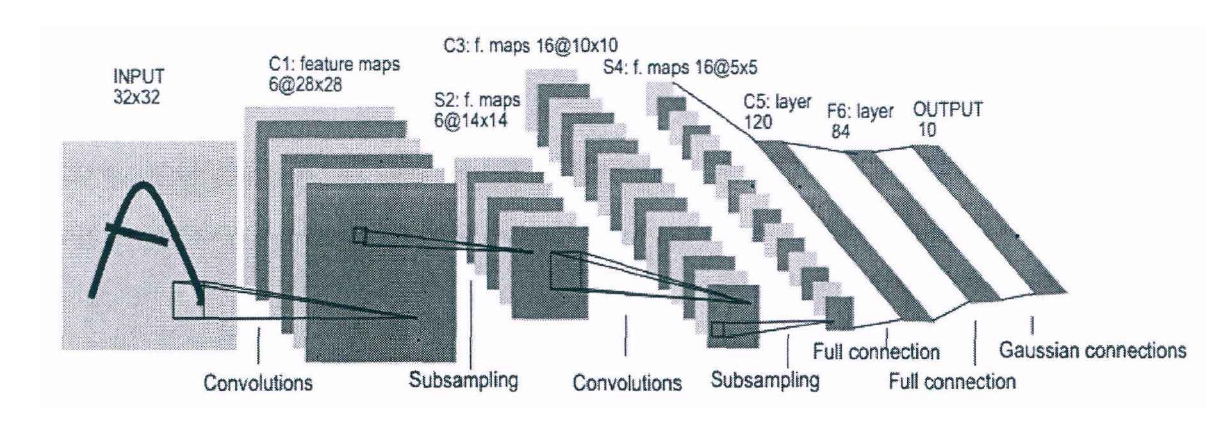 INPUT
32x32
C1: feature maps
6@28x28
S2: f. maps
6@14x14
C3: f. maps 16@10x10
S4: f. maps 16@5x5
C5: layer
120
F6: layer
84
OUTPUT
10
Convolutions
Subsampling
Convolutions
Subsampling
Full connection
Full connection
Gaussian connections
A